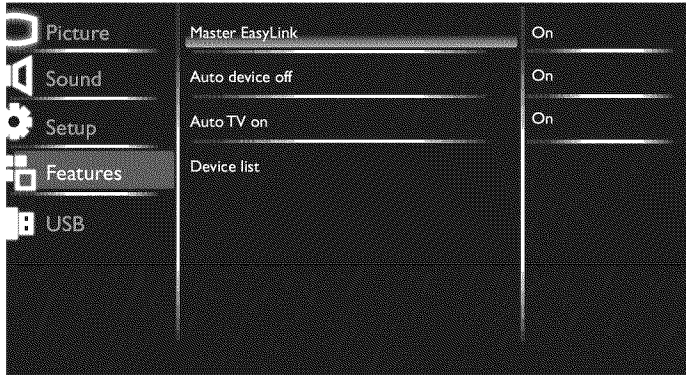 Picture
Sound
Setup
Features
USB
Master EasyLink On
Auto device off On
Auto TV on On
Device list